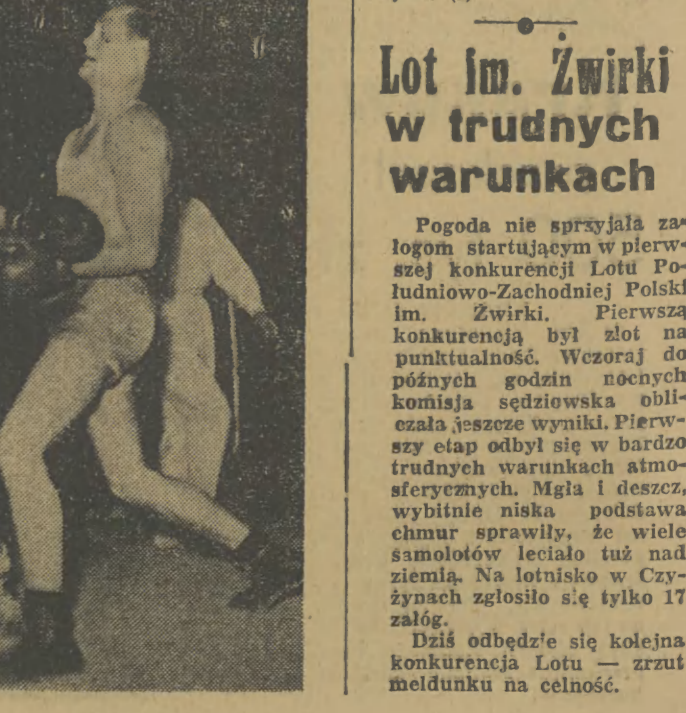 Lot im. Żwirki
w trudnych
warunkach
Pogoda nie sprzyjała za-
łogom startującym w pierw-
szej konkurencji Lotu Po-
łudniowo-Zachodniej Polski
im. Żwirki. Pierwszą
konkurencją był zlot na
punktualność. Wczoraj do
późnych godzin nocnych
komisja sędziowska obli-
czała jeszcze wyniki. Pierw-
szy etap odbył się w bardzo
trudnych warunkach atmo-
sferycznych. Mgła i deszcz,
wybitnie niska podstawa
chmur sprawiły, że wiele
samolotów leciało tuż nad
ziemią. Na lotnisko w Czy-
żynach zgłosiło się tylko 17
załóg.
Dziś odbędzie się kolejna
konkurencja Lotu — zrzut
meldunku na celność.